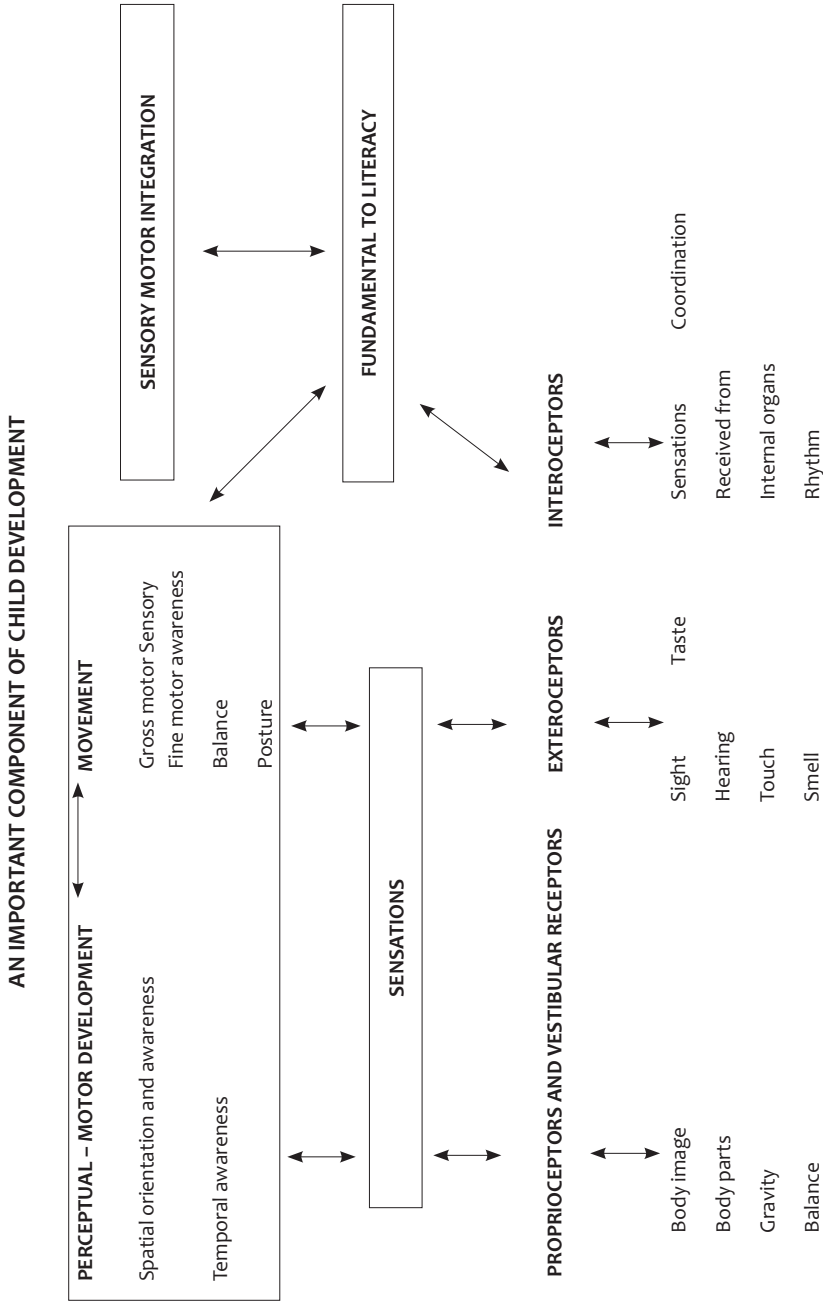 AN IMPORTANT COMPONENT OF CHILD DEVELOPMENT
PERCEPTUAL – MOTOR DEVELOPMENT
Spatial orientation and awareness
Temporal awareness
MOVEMENT
Gross motor Sensory
Fine motor awareness
Balance
Posture
SENSORY MOTOR INTEGRATION
FUNDAMENTAL TO LITERACY
SENSATIONS
PROPRIOCEPTORS AND VESTIBULAR RECEPTORS
Body image
Body parts
Gravity
Balance
EXTEROCEPTORS
Sight Taste
Hearing
Touch
Smell
INTEROCEPTORS
Sensations Coordination
Received from
Internal organs
Rhythm